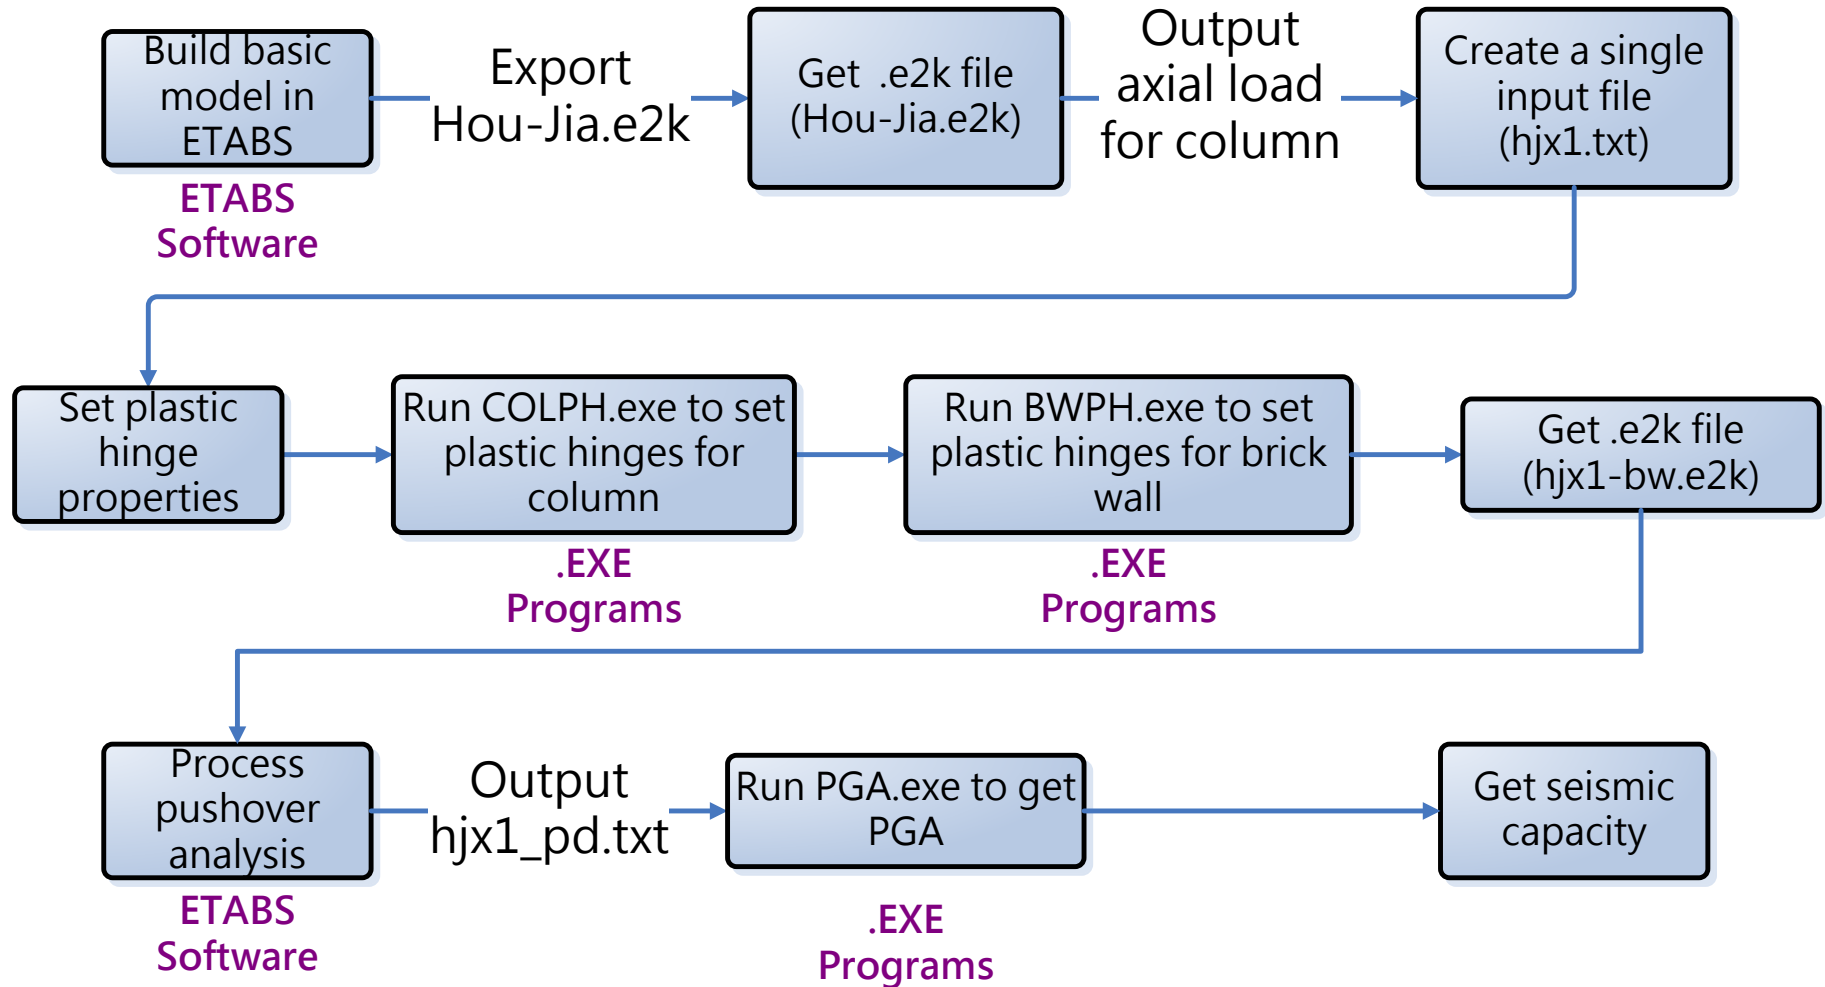 Build basic
model in
ETABS
ETABS
Software
Export
Hou-Jia.e2k
Get .e2k file
(Hou-Jia.e2k)
Output
axial load
for column
Create a single
input file
(hjx1.txt)
Set plastic
hinge
properties
Run COLPH.exe to set
plastic hinges for
column
.EXE
Programs
Run BWPH.exe to set
plastic hinges for brick
wall
.EXE
Programs
Get .e2k file
(hjx1-bw.e2k)
Process
pushover
analysis
ETABS
Software
Output
hjx1_pd.txt
Run PGA.exe to get
PGA
.EXE
Programs
Get seismic
capacity